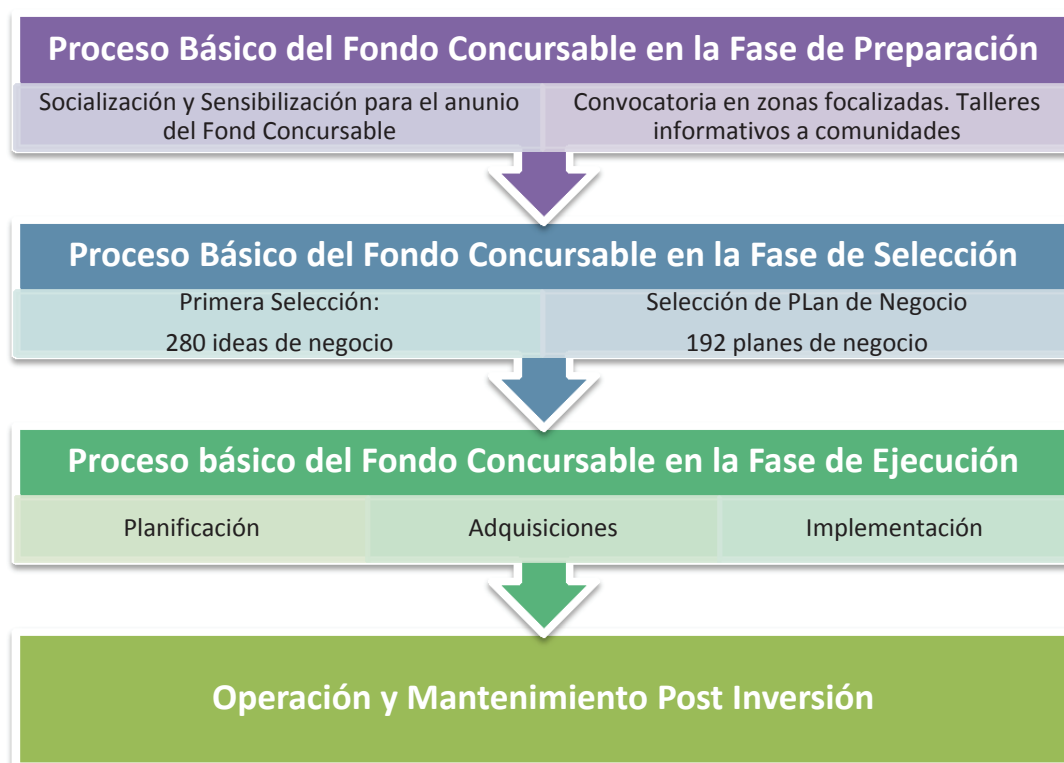 Proceso Básico del Fondo Concursable en la Fase de Preparación
Socialización y Sensibilización para el anunio
del Fond Concursable
Convocatoria en zonas focalizadas. Talleres
informativos a comunidades
Proceso Básico del Fondo Concursable en la Fase de Selección
Primera Selección:
280 ideas de negocio
Selección de PLan de Negocio
192 planes de negocio
Proceso básico del Fondo Concursable en la Fase de Ejecución
Planificación
Adquisiciones
Implementación
Operación y Mantenimiento Post Inversión